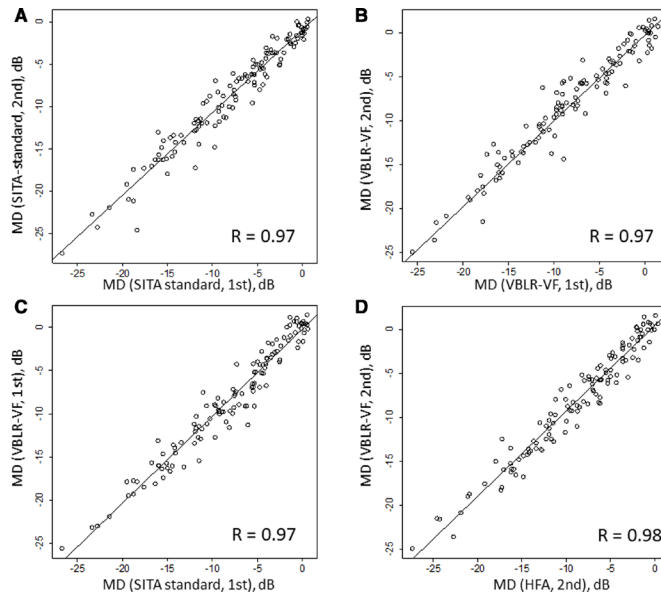 A
MD (SITA-standard, 2nd), dB
0
-5
-10
-15
-20
-25
R = 0.97
-25 -20 -15 -10 -5 0
MD (SITA standard, 1st), dB
B
MD (VBLR-VF, 2nd), dB
0
-5
-10
-15
-20
-25
R = 0.97
-25 -20 -15 -10 -5 0
MD (VBLR-VF, 1st), dB
C
MD (VBLR-VF, 1st), dB
0
-5
-10
-15
-20
-25
R = 0.97
-25 -20 -15 -10 -5 0
MD (SITA standard, 1st), dB
D
MD (VBLR-VF, 2nd), dB
0
-5
-10
-15
-20
-25
R = 0.98
-25 -20 -15 -10 -5 0
MD (HFA, 2nd), dB